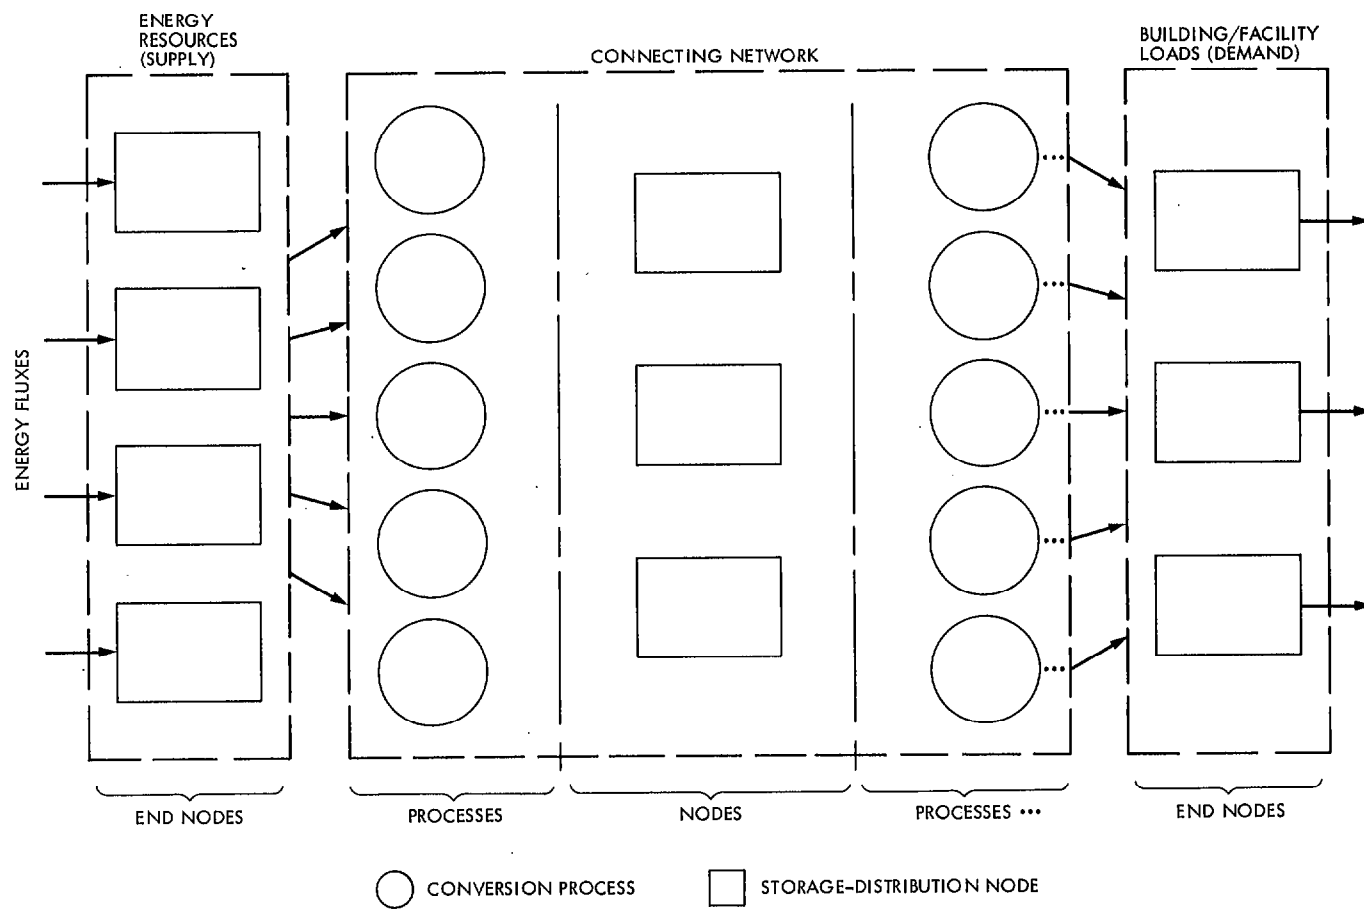 ENERGY
RESOURCES
(SUPPLY)
CONNECTING NETWORK
BUILDING/FACILITY
LOADS (DEMAND)
ENERGY FLUXES
END NODES
PROCESSES
NODES
PROCESSES •••
END NODES
CONVERSION PROCESS
STORAGE-DISTRIBUTION NODE